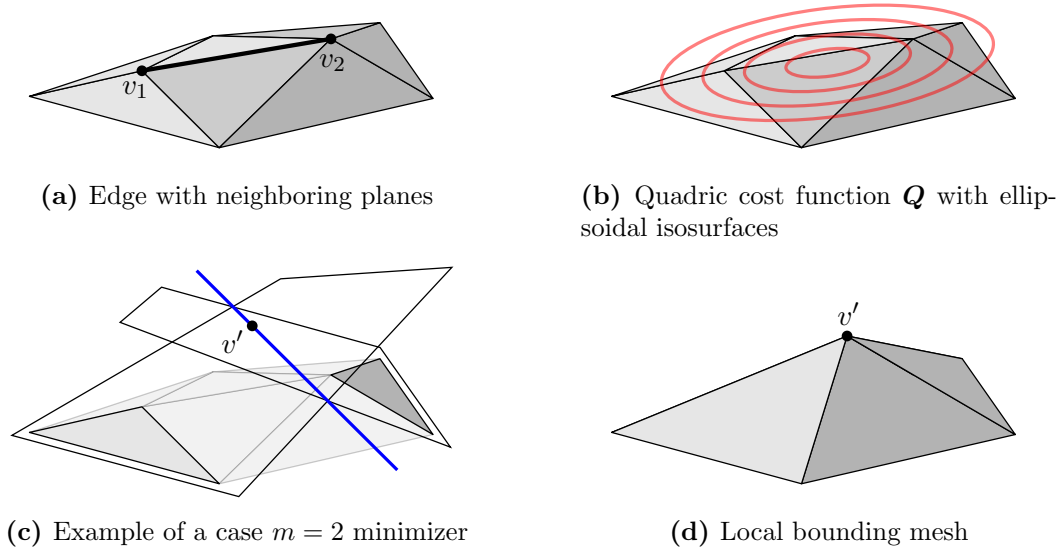 v₁
v₂
(a) Edge with neighboring planes
(b) Quadric cost function Q with ellip-
soidal isosurfaces
v′
(c) Example of a case m = 2 minimizer
v′
(d) Local bounding mesh